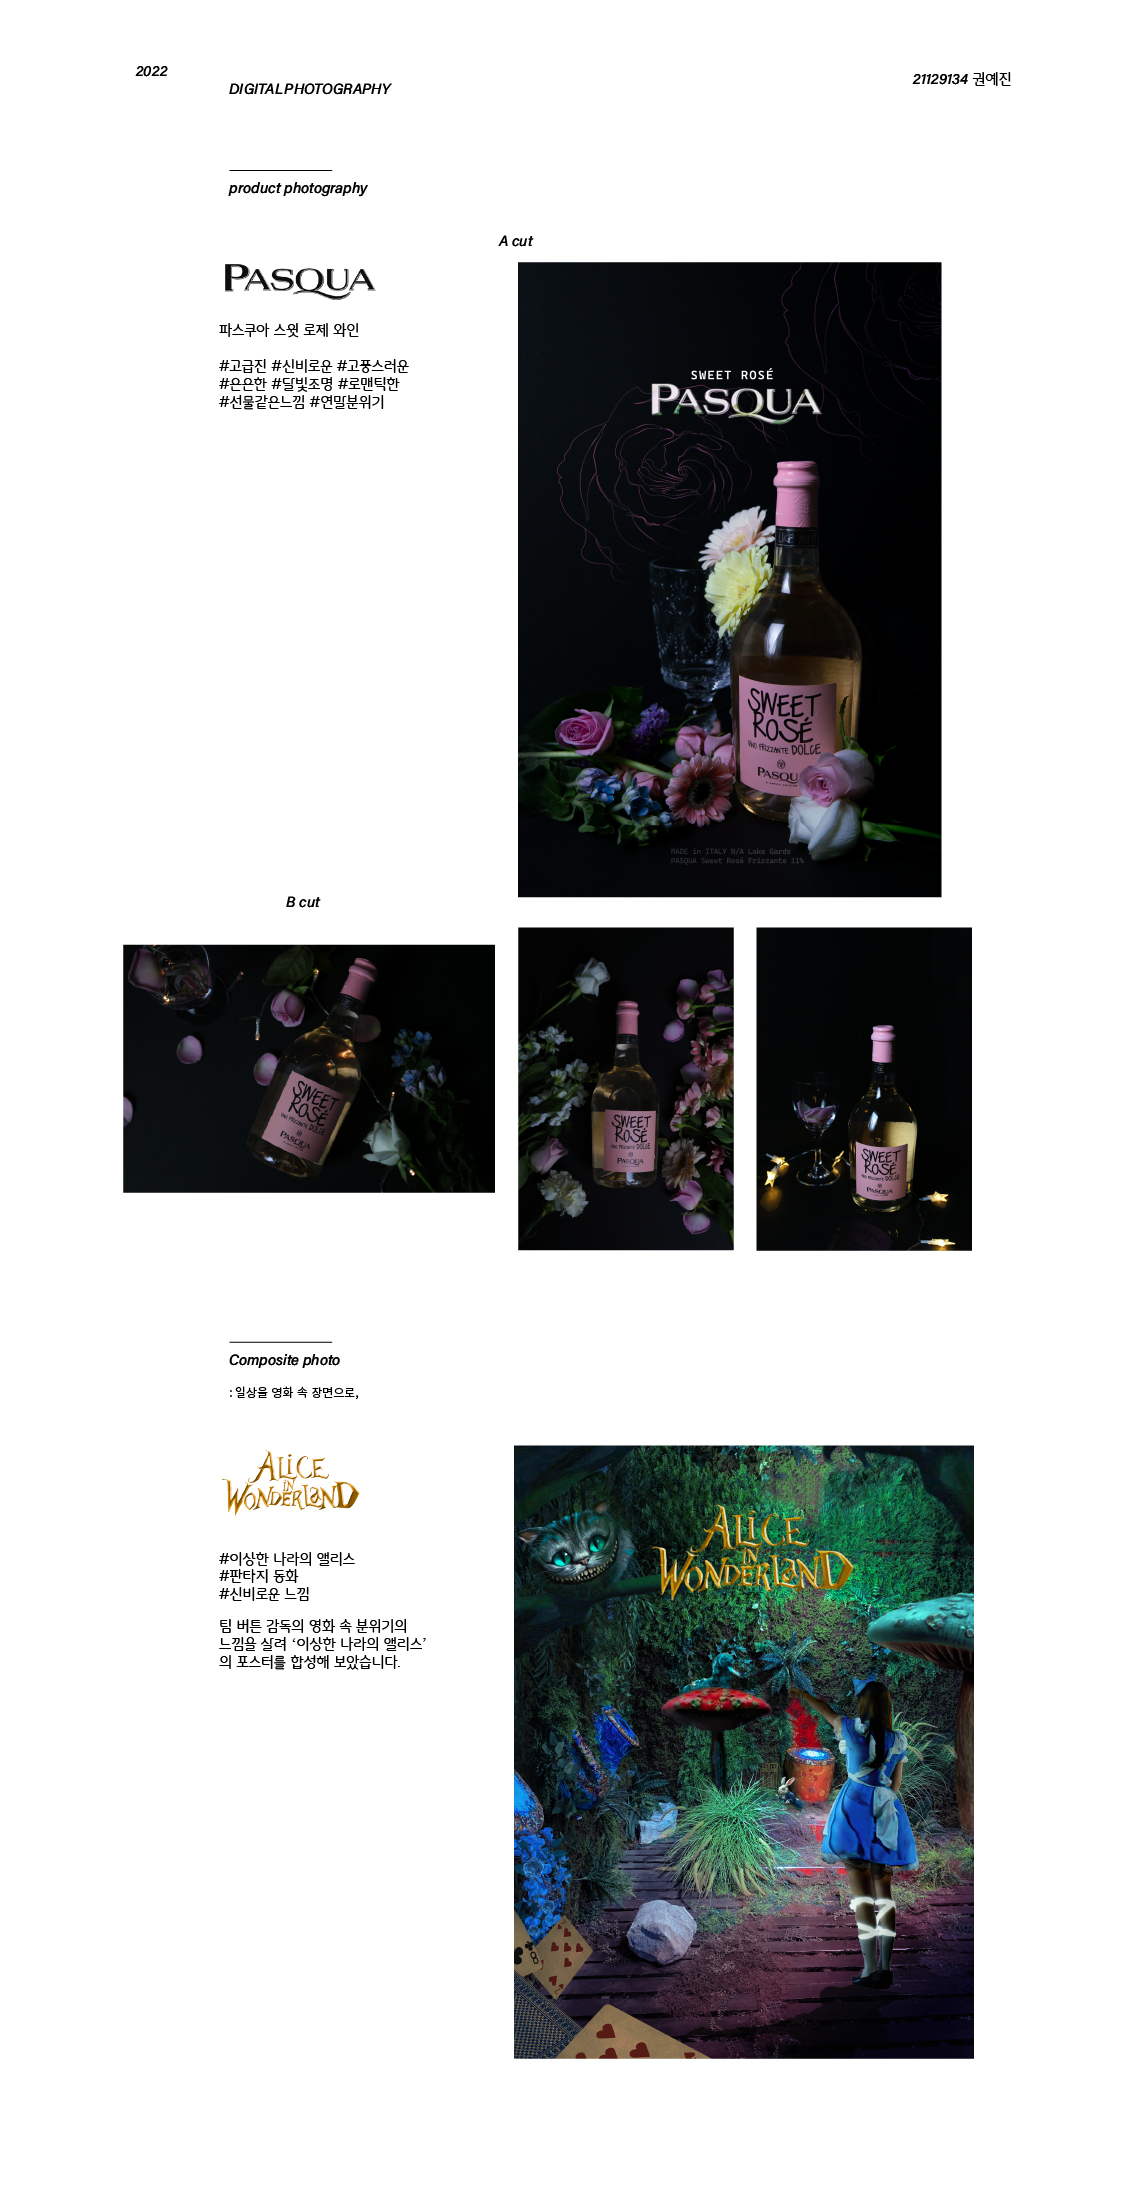 2022
DIGITAL PHOTOGRAPHY
21129134 권예진
product photography
PASQUA
파스쿠아 스윗 로제 와인
#고급진 #신비로운 #고풍스러운
#은은한 #달빛조명 #로맨틱한
#선물같은느낌 #연말분위기
A cut
SWEET ROSÉ
PASQUA
SWEET
ROSÉ
VINO FRIZZANTE DOLCE
PASQU
MADE in ITALY N/A Lake Garda
PASQUA Sweet Rosé Frizzante 11%
B cut
SWEET
ROSÉ
VINO FRIZZANTE DOLCE
PASQUA
SWEET
ROSÉ
VINO FRIZZANTE DOLCE
PASQUA
SWEET
ROSÉ
VINO FRIZZANTE DOLCE
PASQUA
Composite photo
: 일상을 영화 속 장면으로,
ALICE
IN
WONDERLAND
#이상한 나라의 앨리스
#판타지 동화
#신비로운 느낌
팀 버튼 감독의 영화 속 분위기의
느낌을 살려 ‘이상한 나라의 앨리스’
의 포스터를 합성해 보았습니다.
ALICE
IN
WONDERLAND
8